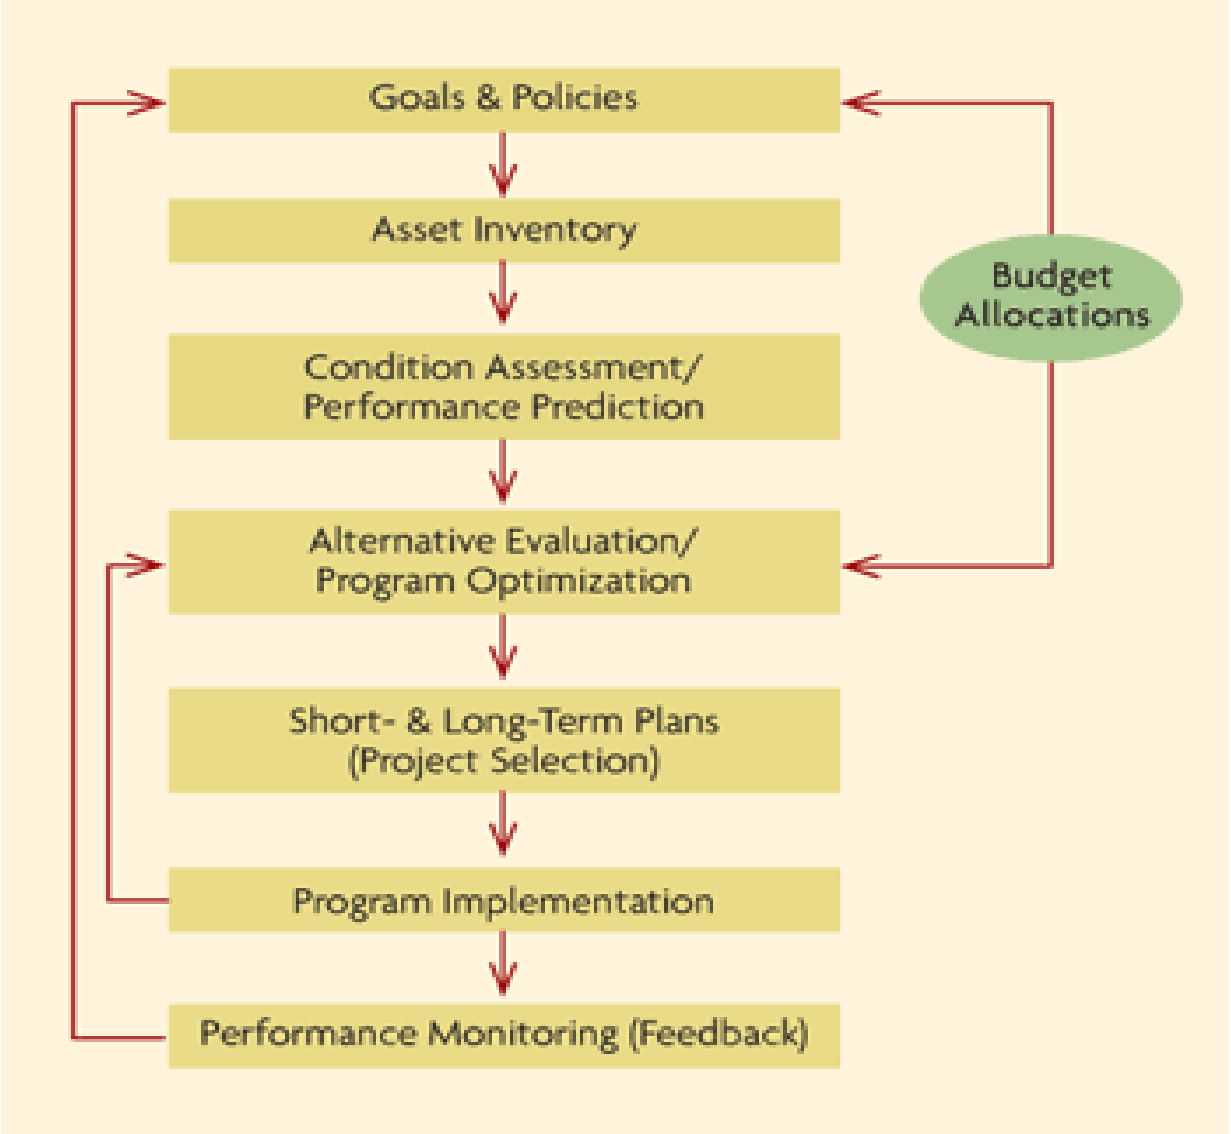 Goals & Policies
Asset Inventory
Budget
Allocations
Condition Assessment/
Performance Prediction
Alternative Evaluation/
Program Optimization
Short- & Long-Term Plans
(Project Selection)
Program Implementation
Performance Monitoring (Feedback)